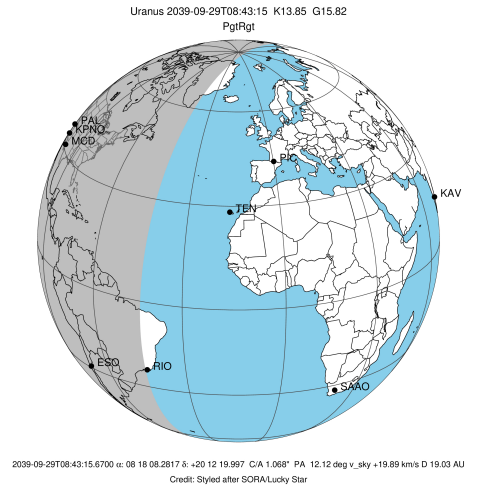 Uranus 2039-09-29T08:43:15  K13.85  G15.82
PgtRgt
PAL
KPNO
MCD
PIC
KAV
TEN
ESO
RIO
SAAO
2039-09-29T08:43:15.6700 α: 08 18 08.2817 δ: +20 12 19.997  C/A 1.068"  PA  12.12 deg v_sky +19.89 km/s D 19.03 AU
Credit: Styled after SORA/Lucky Star